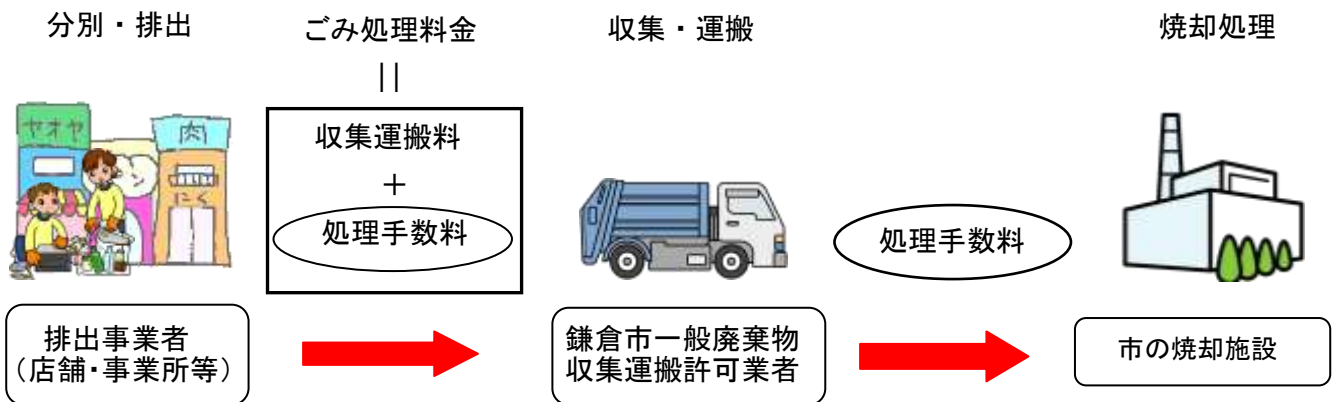 分別・排出
ごみ処理料金
収集・運搬
焼却処理
||
ヤオヤ
肉
にく
収集運搬料
＋
処理手数料
処理手数料
排出事業者
（店舗・事業所等）
鎌倉市一般廃棄物
収集運搬許可業者
市の焼却施設